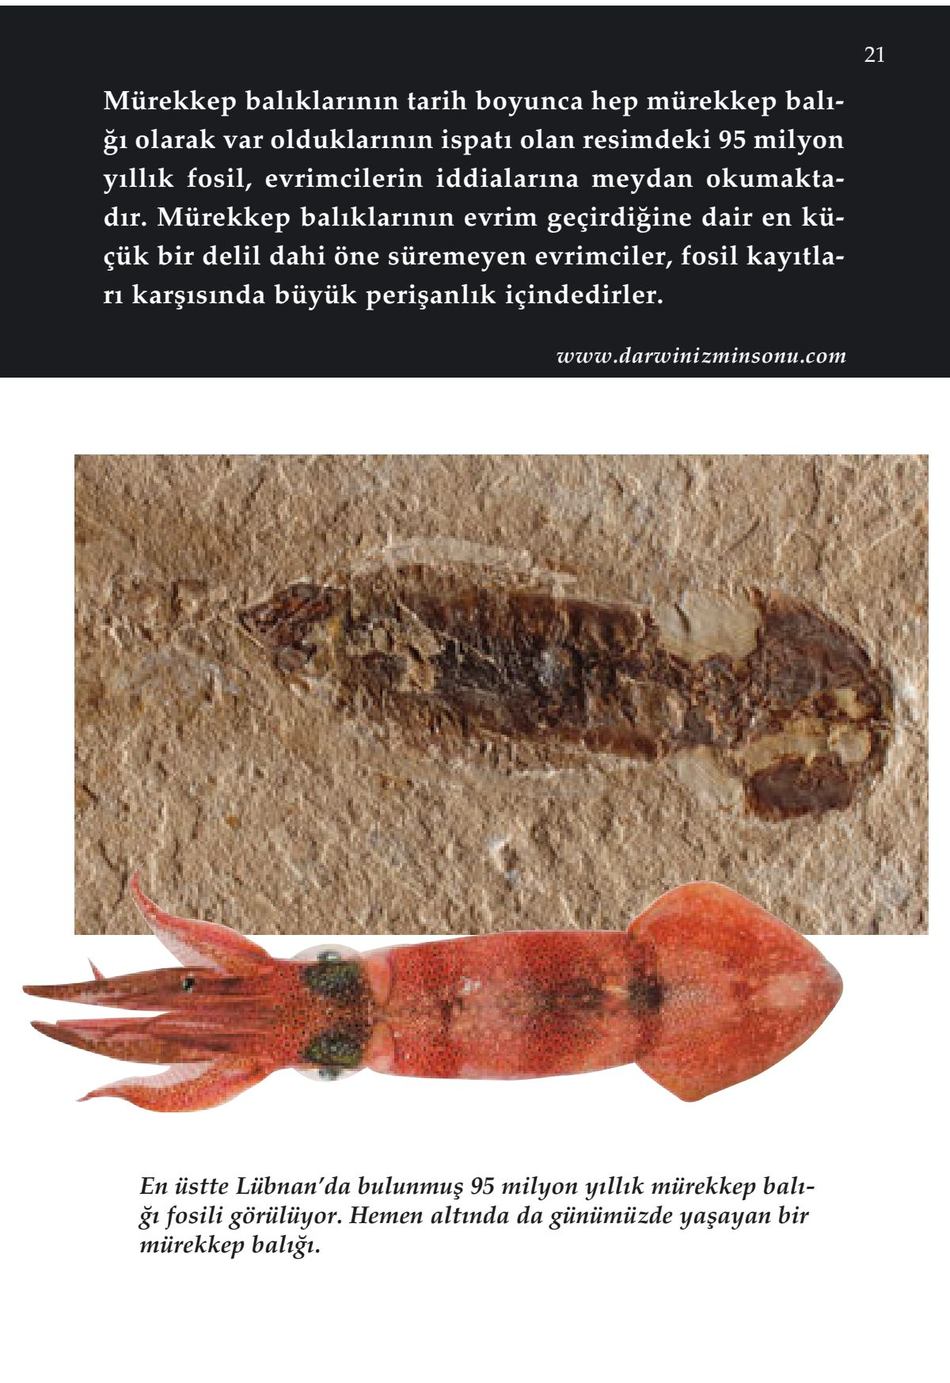 21
Mürekkep balıklarının tarih boyunca hep mürekkep balı-
ğı olarak var olduklarının ispatı olan resimdeki 95 milyon
yıllık fosil, evrimcilerin iddialarına meydan okumakta-
dır. Mürekkep balıklarının evrim geçirdiğine dair en kü-
çük bir delil dahi öne süremeyen evrimciler, fosil kayıtla-
rı karşısında büyük perişanlık içindedirler.
www.darwinizminsonu.com
En üstte Lübnan'da bulunmuş 95 milyon yıllık mürekkep balı-
ğı fosili görülüyor. Hemen altında da günümüzde yaşayan bir
mürekkep balığı.